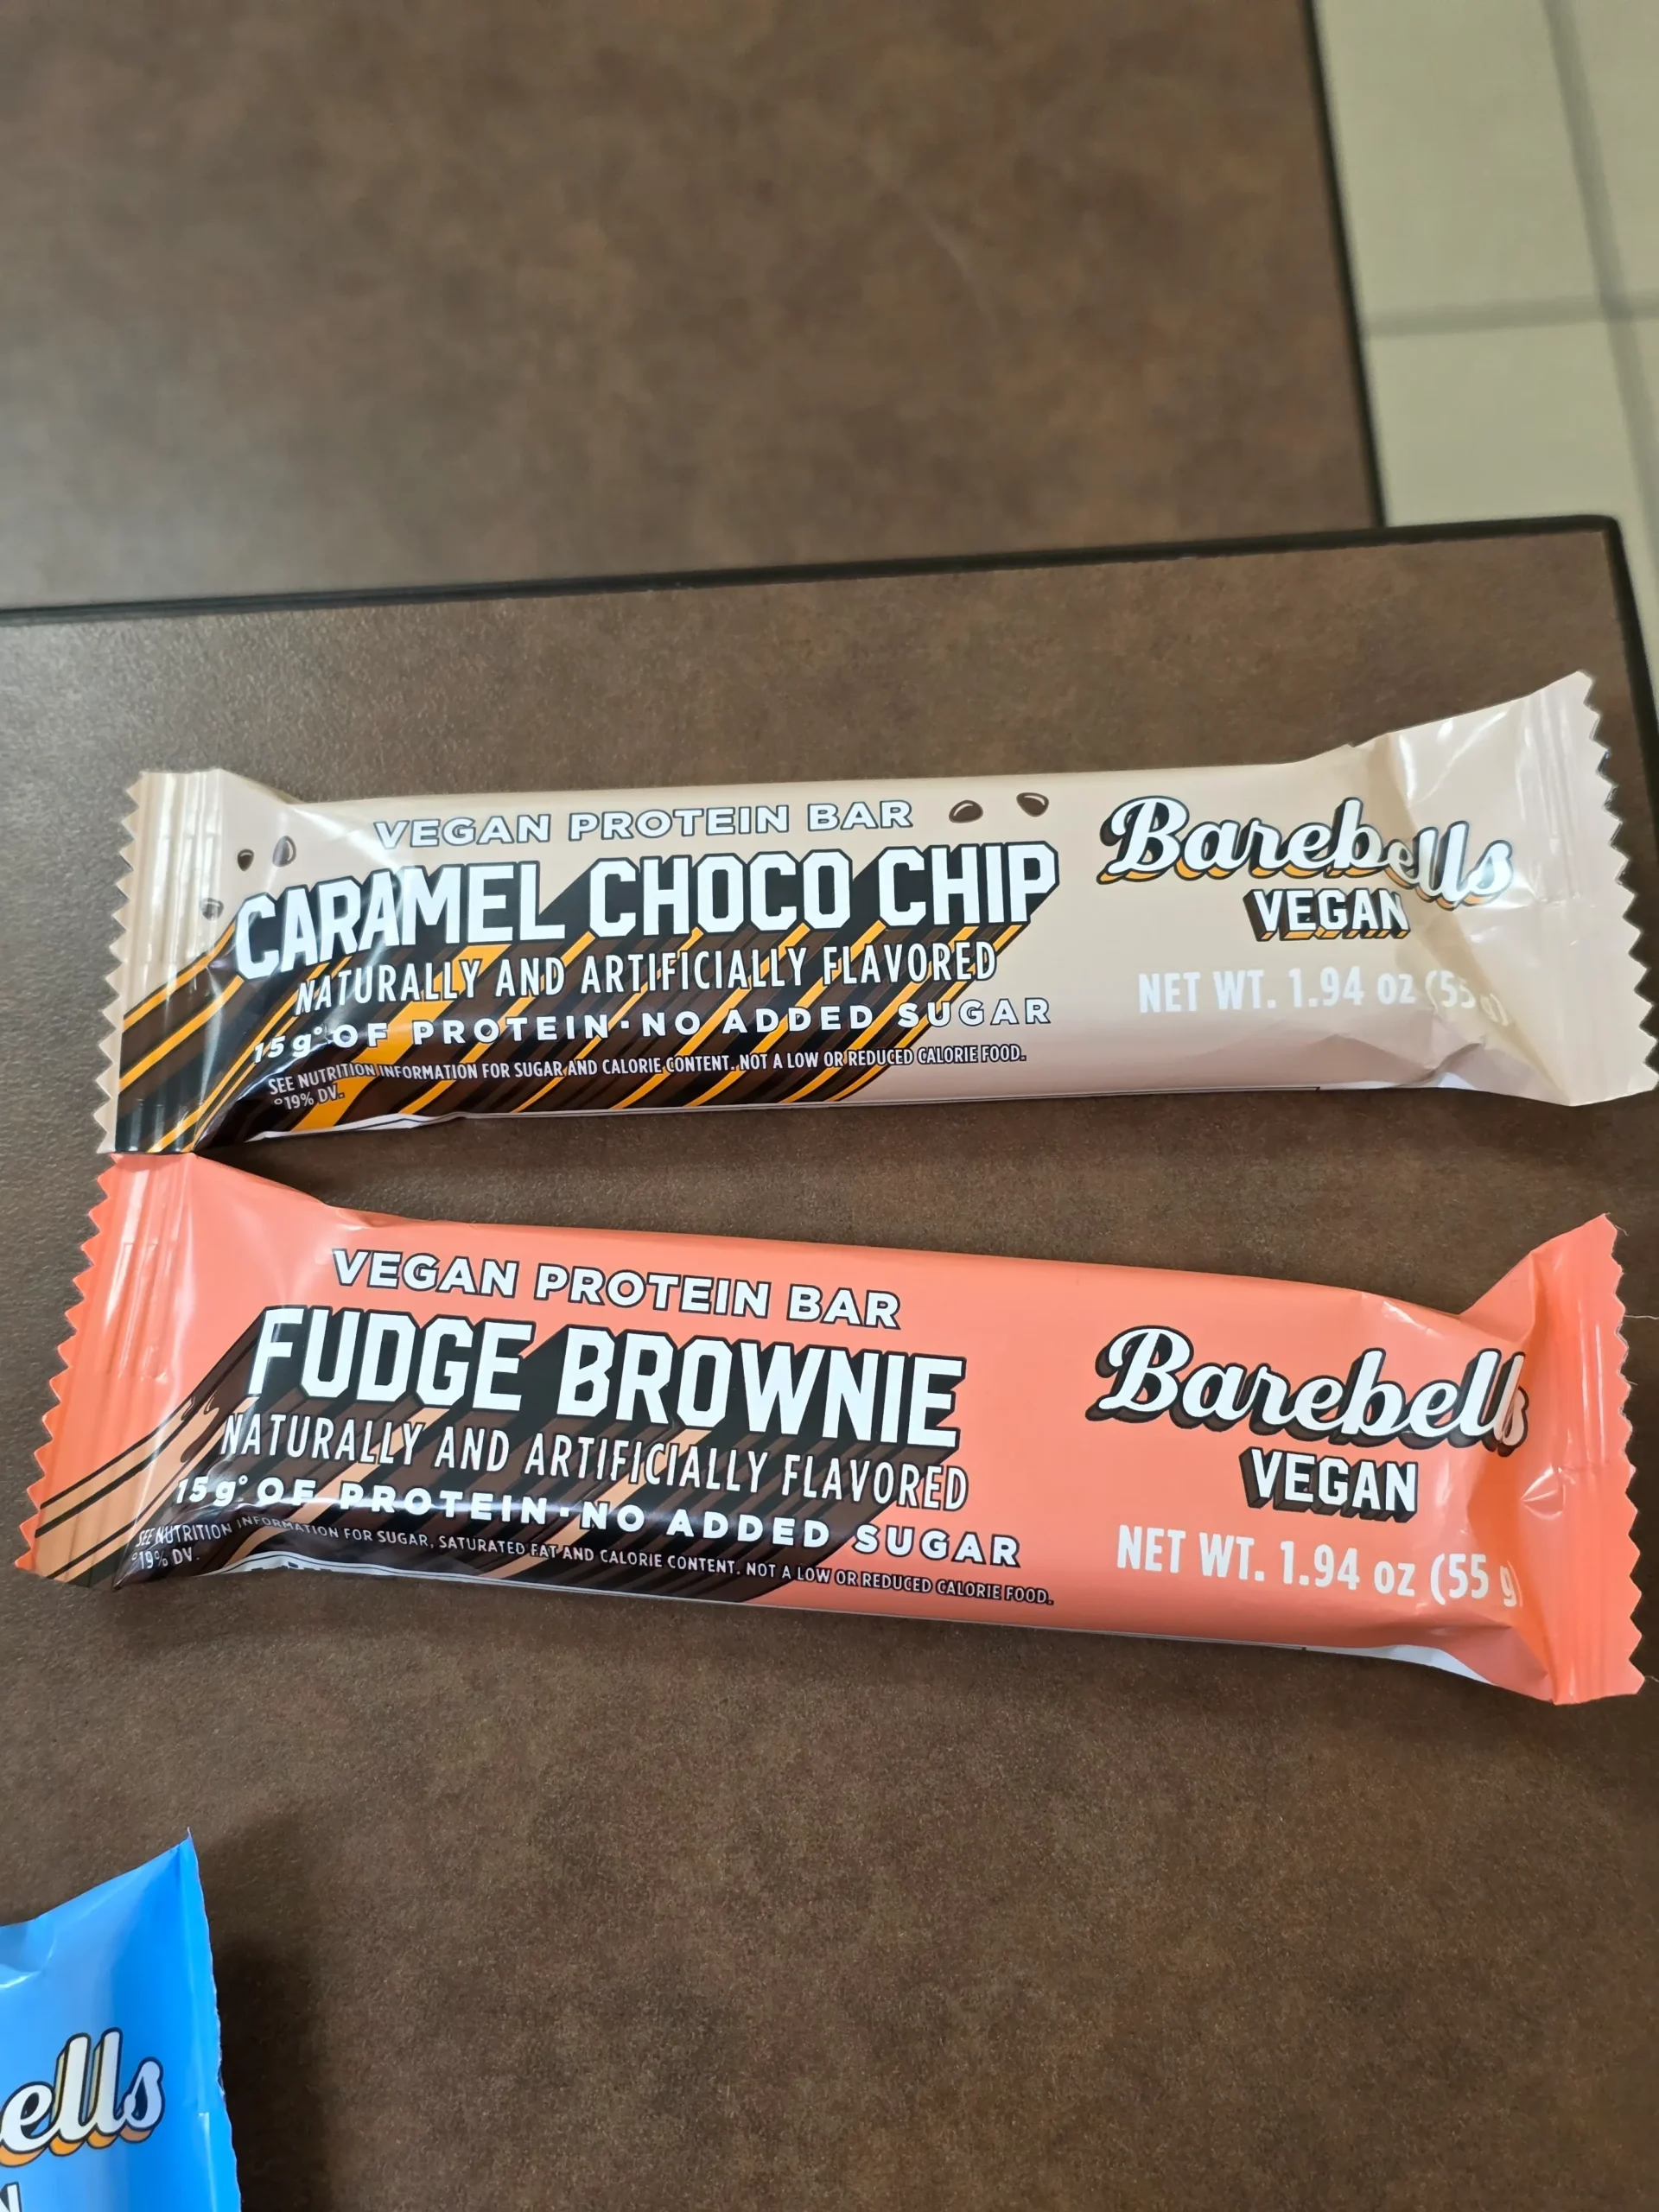 VEGAN PROTEIN BAR
CARAMEL CHOCO CHIP
NATURALLY AND ARTIFICIALLY FLAVORED
15g° OF PROTEIN·NO ADDED SUGAR
SEE NUTRITION INFORMATION FOR SUGAR AND CALORIE CONTENT. NOT A LOW OR REDUCED CALORIE FOOD.
°19% DV.
Barebells
VEGAN
NET WT. 1.94 oz (55 g)
VEGAN PROTEIN BAR
FUDGE BROWNIE
NATURALLY AND ARTIFICIALLY FLAVORED
15g° OF PROTEIN·NO ADDED SUGAR
SEE NUTRITION INFORMATION FOR SUGAR, SATURATED FAT AND CALORIE CONTENT. NOT A LOW OR REDUCED CALORIE FOOD.
°19% DV.
Barebells
VEGAN
NET WT. 1.94 oz (55 g)
ells
N